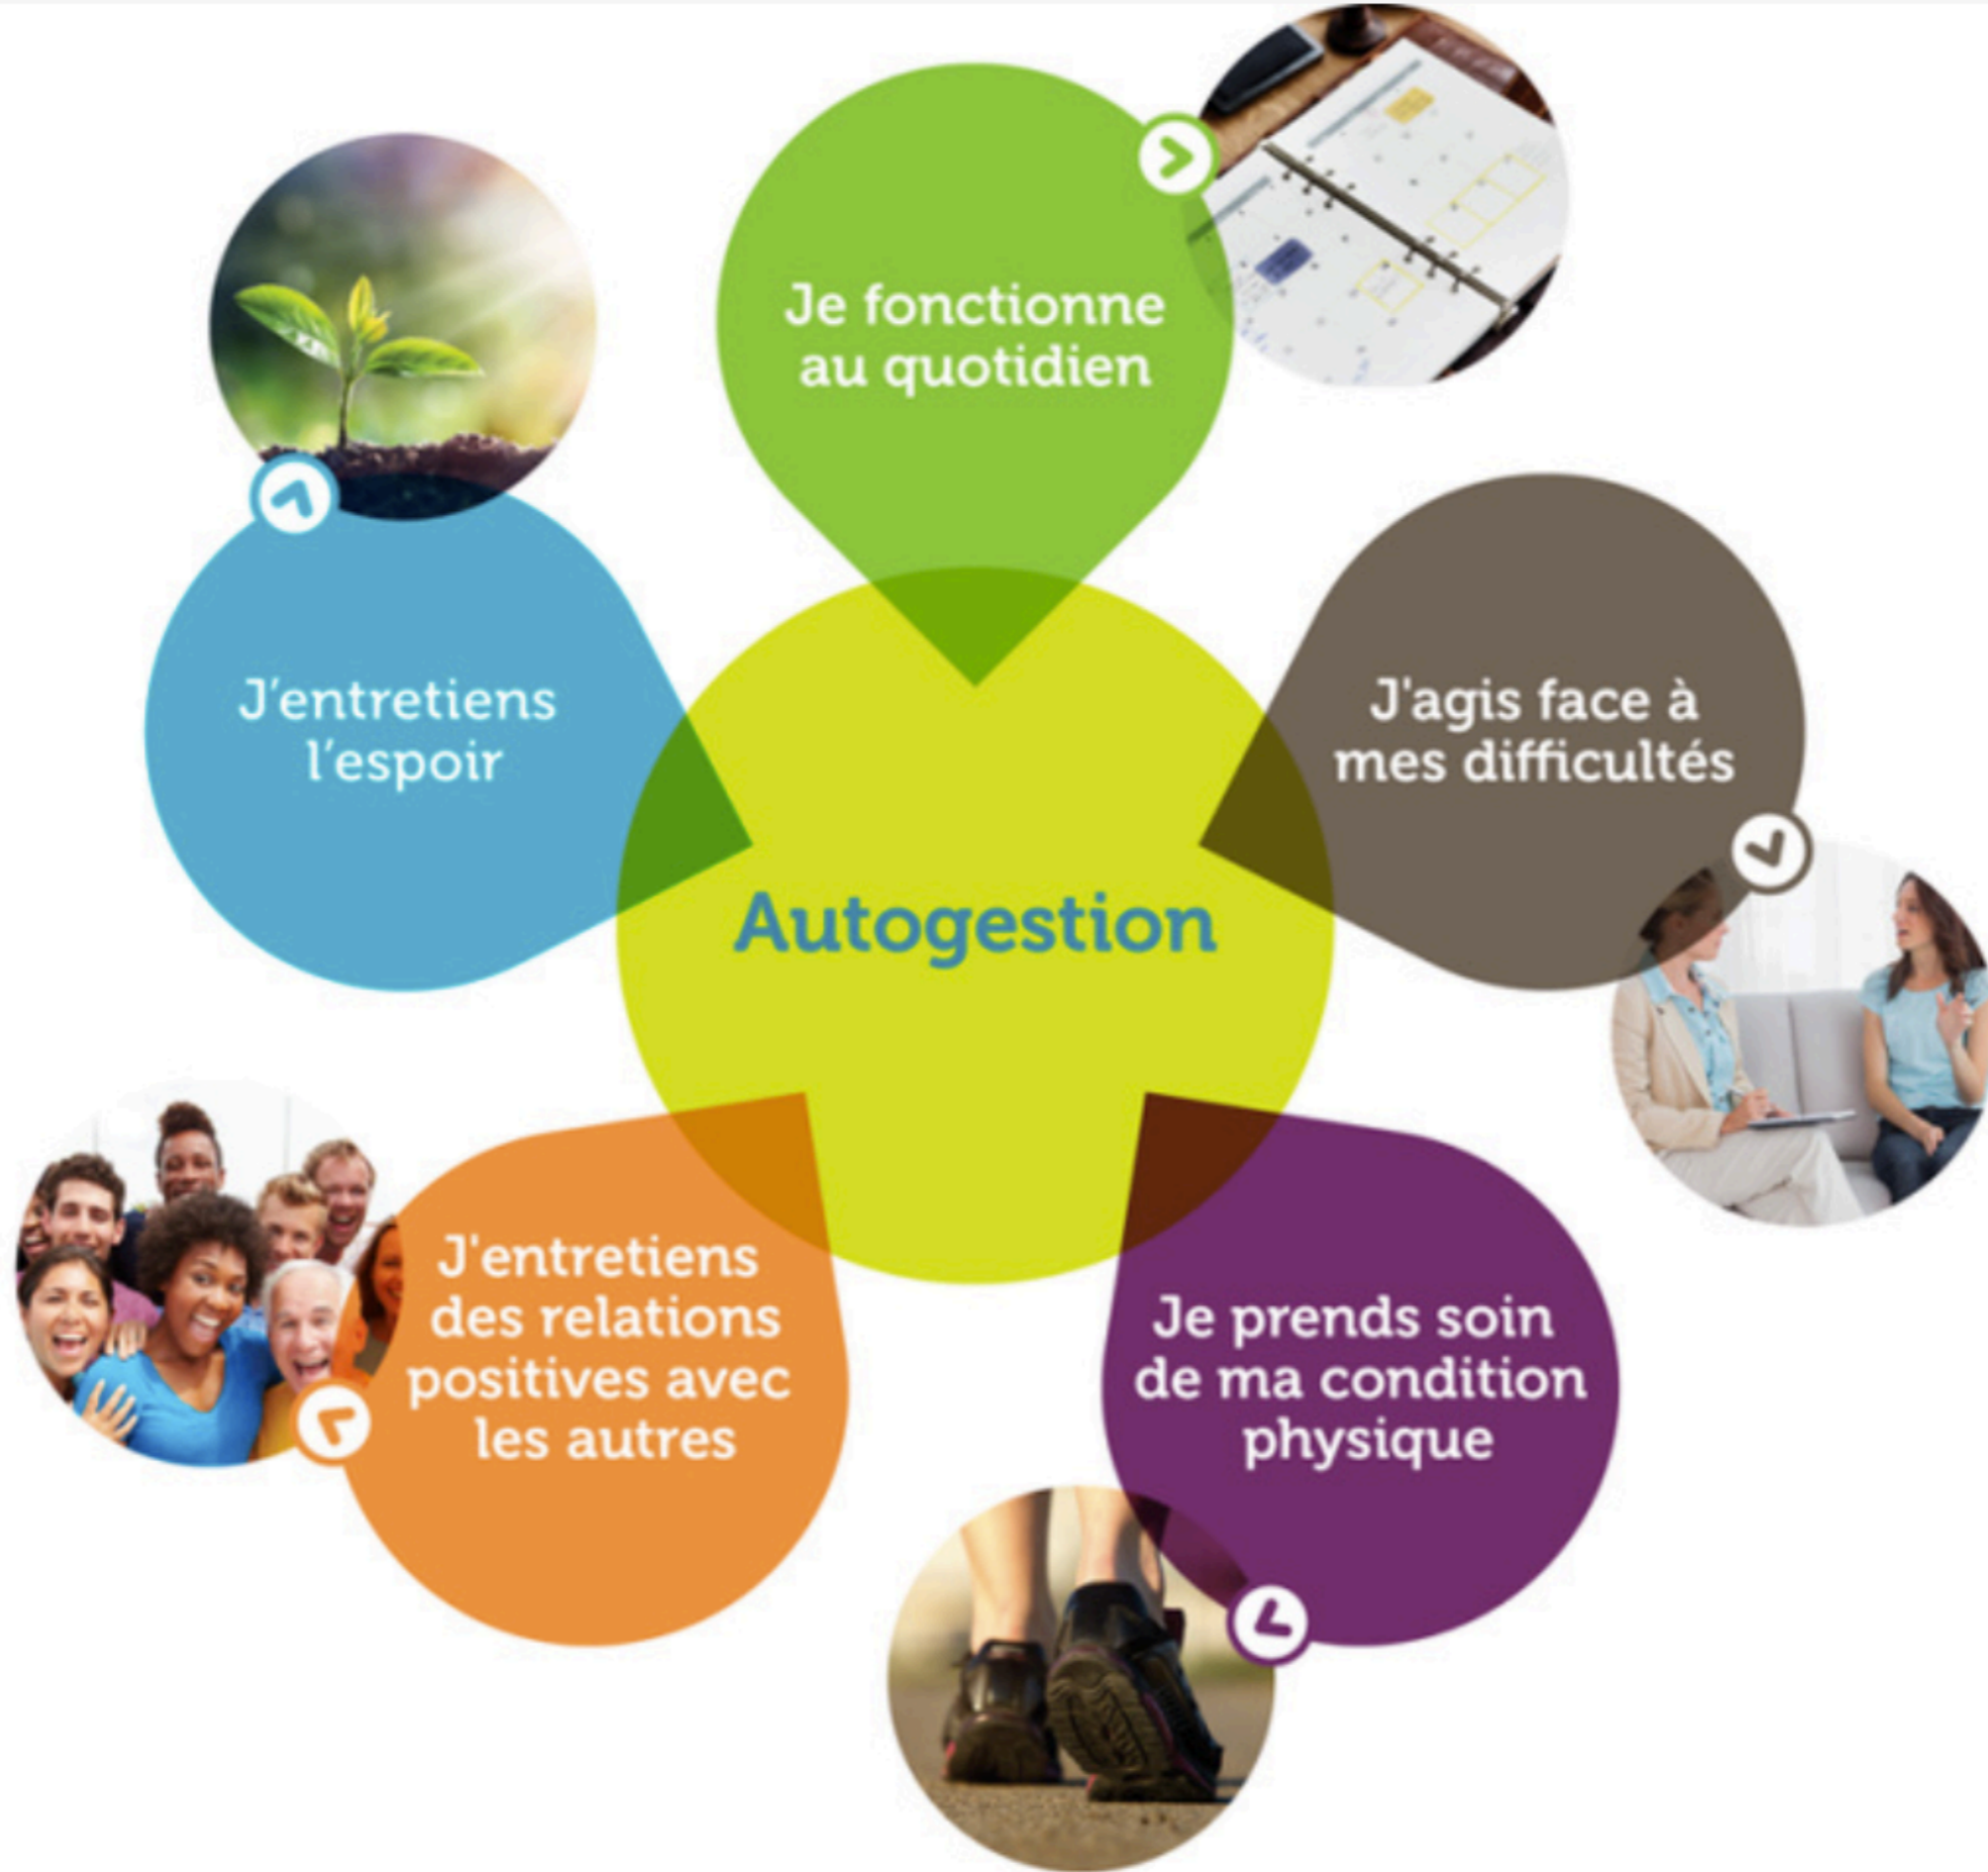 Je fonctionne
au quotidien
J'agis face à
mes difficultés
Je prends soin
de ma condition
physique
J'entretiens
des relations
positives avec
les autres
J’entretiens
l’espoir
Autogestion